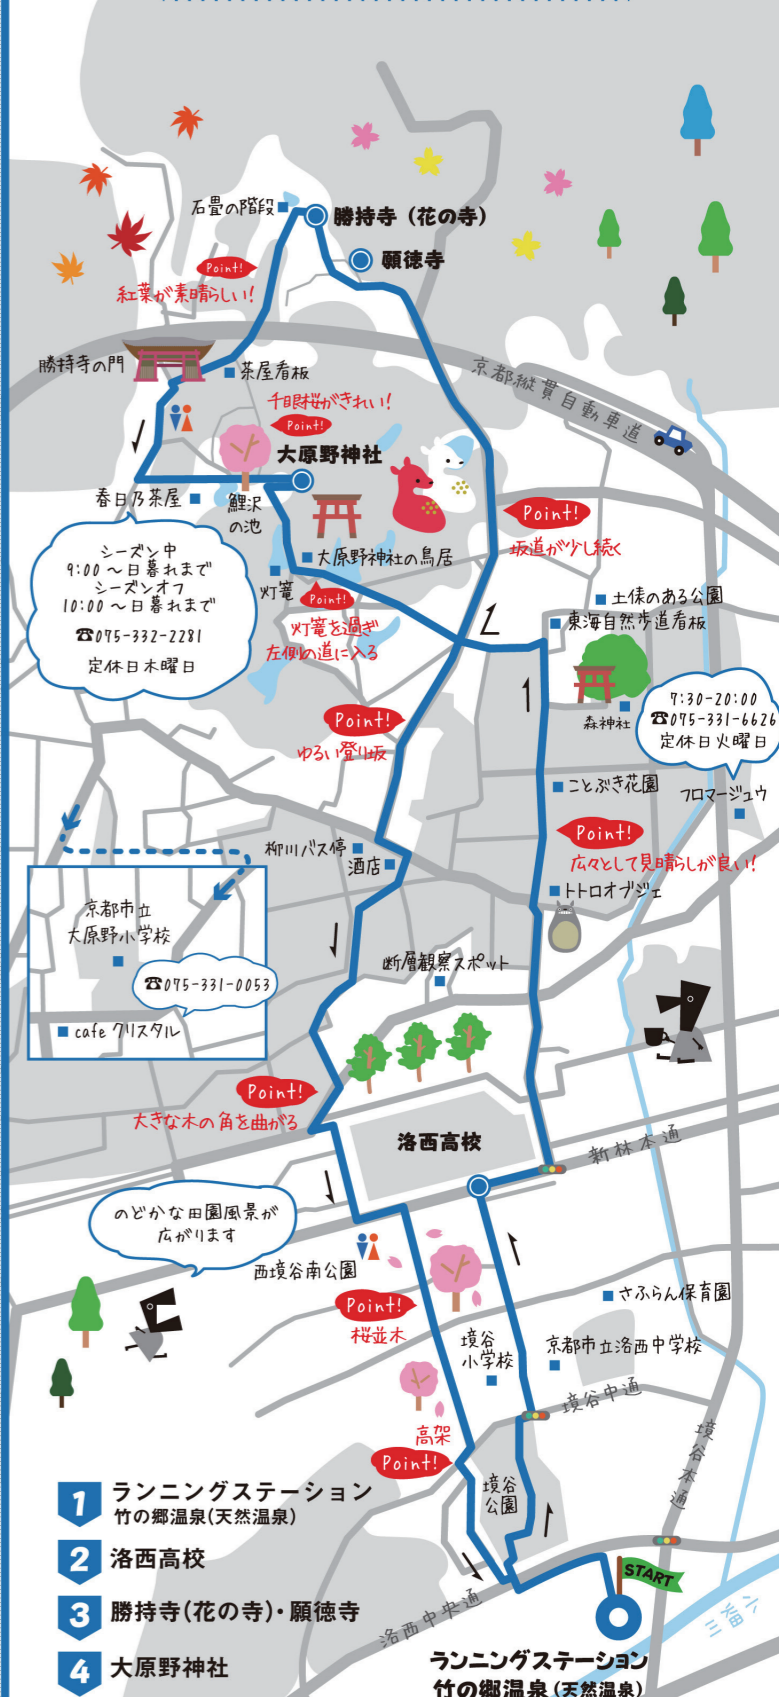 石畳の階段
勝持寺（花の寺）
願徳寺
Point!
紅葉が素晴らしい!
勝持寺の門
茶屋看板
京都縦貫自動車道
千眼桜がきれい!
Point!
大原野神社
春日乃茶屋
鯉沢
の池
シーズン中
9:00 〜日暮れまで
シーズンオフ
10:00 〜日暮れまで
☎075-332-2281
定休日木曜日
Point!
坂道が少し続く
大原野神社の鳥居
灯篭
Point!
灯篭を過ぎ
左側の道に入る
土俵のある公園
東海自然歩道看板
森神社
7:30-20:00
☎075-331-6626
定休日火曜日
フロマージュウ
Point!
ゆるい登り坂
ことぶき花園
Point!
広々として見晴らしが良い!
柳川バス停
酒店
トトロオブジェ
京都市立
大原野小学校
☎075-331-0053
cafe クリスタル
断層観察スポット
Point!
大きな木の角を曲がる
洛西高校
新林本通
のどかな田園風景が
広がります
西境谷南公園
Point!
桜並木
さふらん保育園
境谷
小学校
京都市立洛西中学校
境谷中通
境谷本通
高架
Point!
境谷
公園
START
洛西中央通
三福六
ランニングステーション
竹の郷温泉(天然温泉)
1 ランニングステーション
竹の郷温泉(天然温泉)
2 洛西高校
3 勝持寺(花の寺)・願徳寺
4 大原野神社